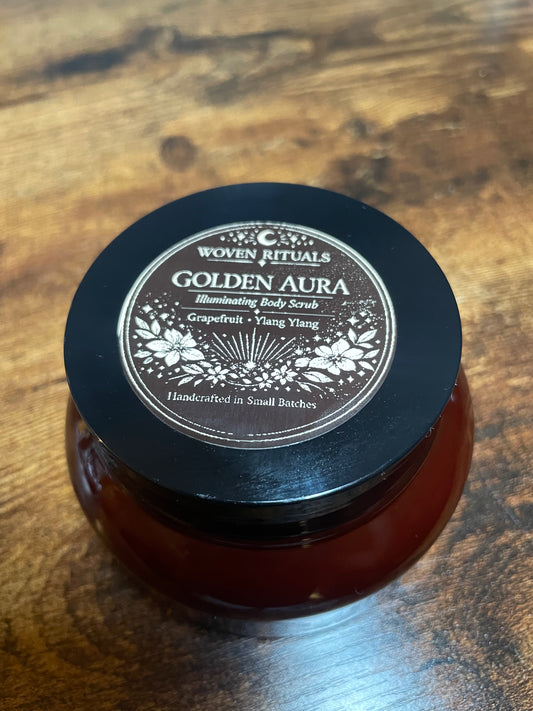 WOVEN RITUALS
GOLDEN AURA
Illuminating Body Scrub
Grapefruit • Ylang Ylang
Handcrafted in Small Batches